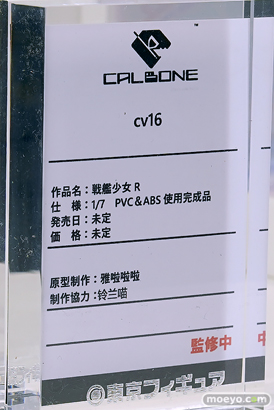 CALBONE
cv16
作品名：戦艦少女R
仕　様：1/7　PVC＆ABS 使用完成品
発売日：未定
価　格：未定
原型制作：雅啦啦啦
制作協力：铃兰喵
監修中
東京フィギュア
moeyo.com